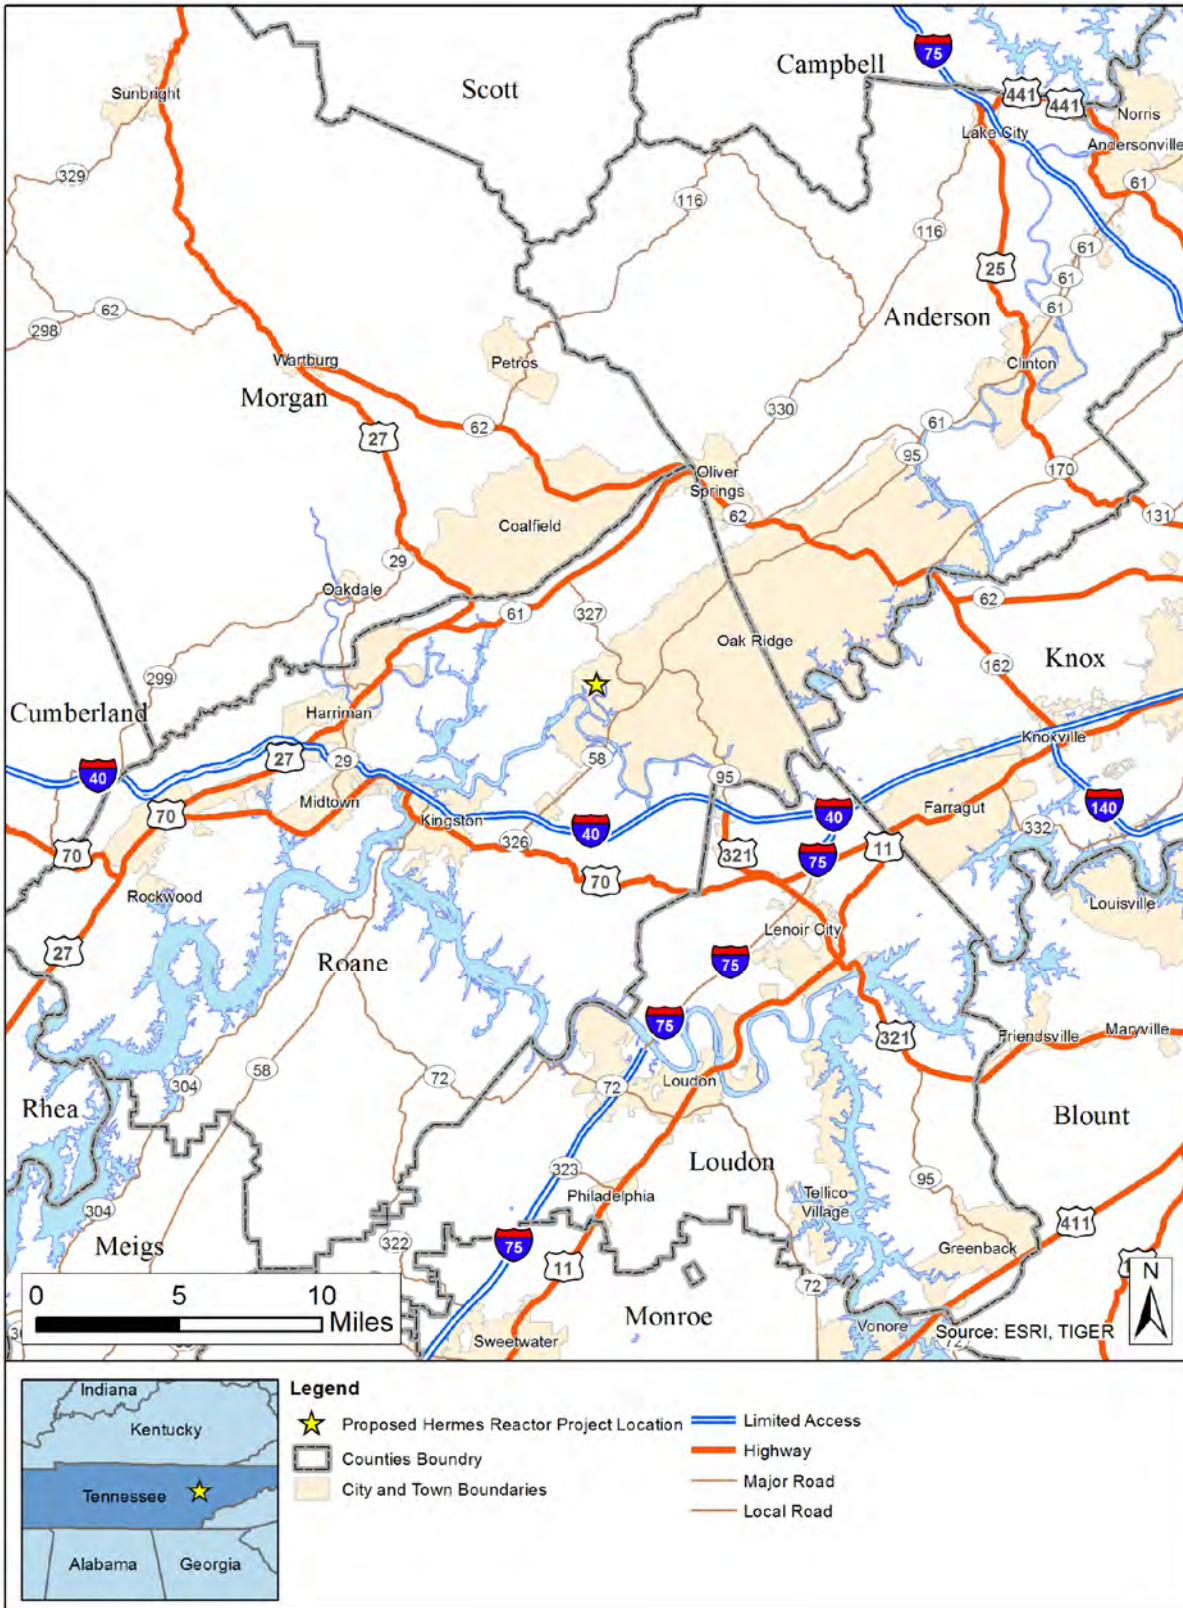 Scott
Campbell
75
441
441
Norris
Lake City
Andersonville
61
Sunbright
329
116
116
61
25
61
61
Anderson
62
298
Wartburg
Petros
Clinton
Morgan
330
27
62
61
95
170
Oliver
Springs
62
131
Coalfield
29
Oakdale
61
327
62
Oak Ridge
162
Knox
299
Cumberland
Harriman
Knoxville
27
29
58
95
40
Midtown
70
Kingston
326
40
40
Farragut
140
332
70
321
11
75
70
Rockwood
Louisville
Lenoir City
27
Roane
75
75
Friendsville
Maryville
321
58
304
72
72
Loudon
Rhea
Blount
Loudon
323
Philadelphia
95
Tellico
Village
304
411
Meigs
322
75
11
Greenback
72
Monroe
Vonore
Sweetwater
72
0 5 10
Miles
N
Source: ESRI, TIGER
Indiana
Kentucky
Tennessee
Alabama
Georgia
Legend
Proposed Hermes Reactor Project Location
Counties Boundry
City and Town Boundaries
Limited Access
Highway
Major Road
Local Road